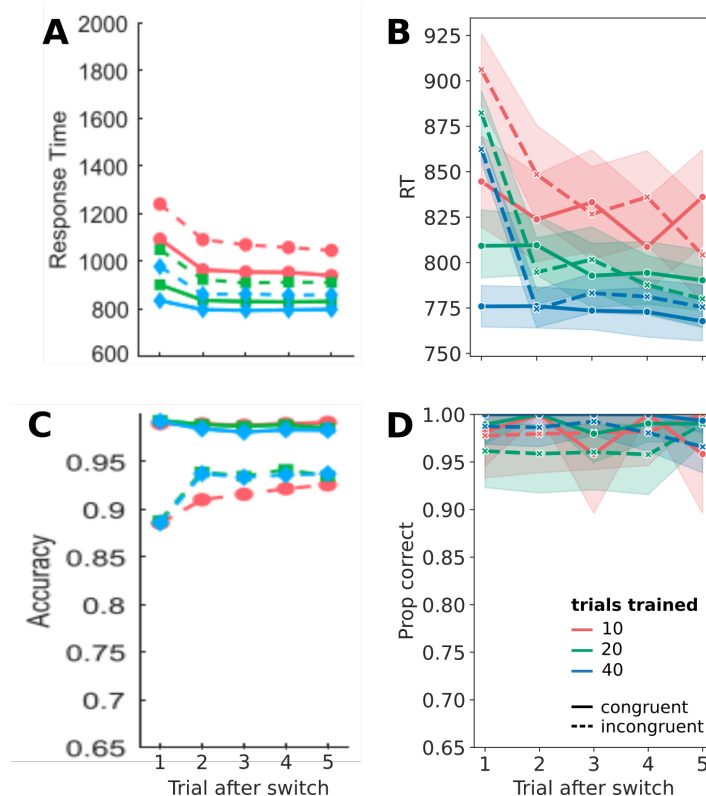 A
2000
1800
1600
1400
1200
1000
800
600
Response Time
B
925
900
875
850
825
800
775
750
RT
C
0.95
0.9
0.85
0.8
0.75
0.7
0.65
Accuracy
1 2 3 4 5
Trial after switch
D
1.00
0.95
0.90
0.85
0.80
0.75
0.70
0.65
Prop correct
trials trained
10
20
40
congruent
incongruent
1 2 3 4 5
Trial after switch